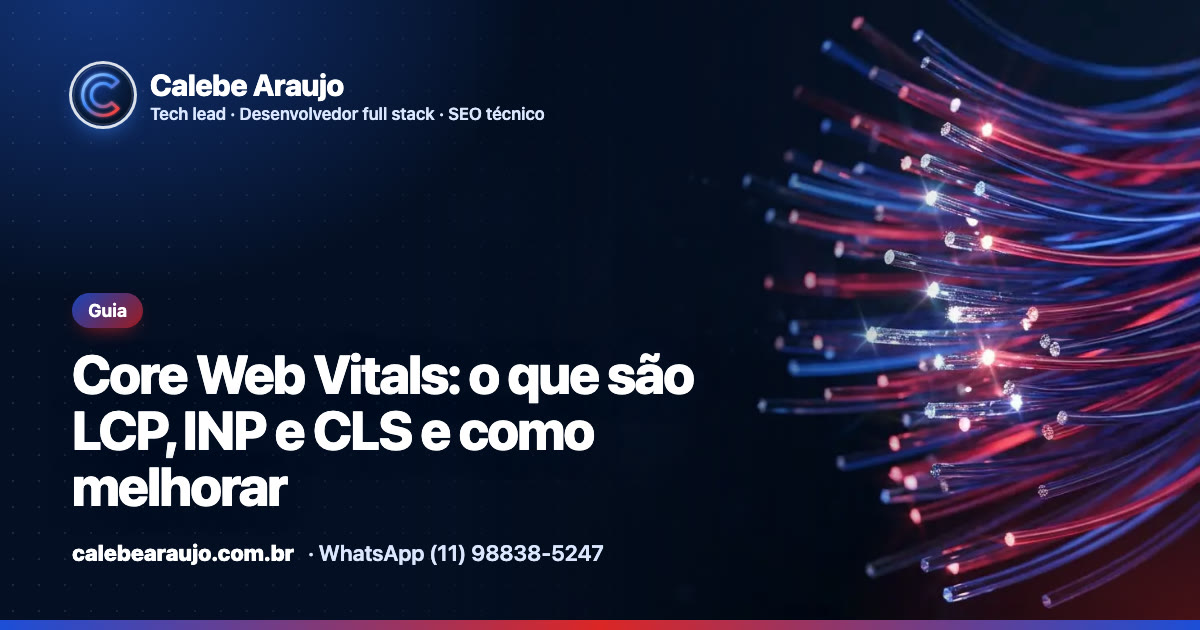 Calebe Araujo
Tech lead · Desenvolvedor full stack · SEO técnico
Guia
Core Web Vitals: o que são
LCP, INP e CLS e como
melhorar
calebearaujo.com.br · WhatsApp (11) 98838-5247